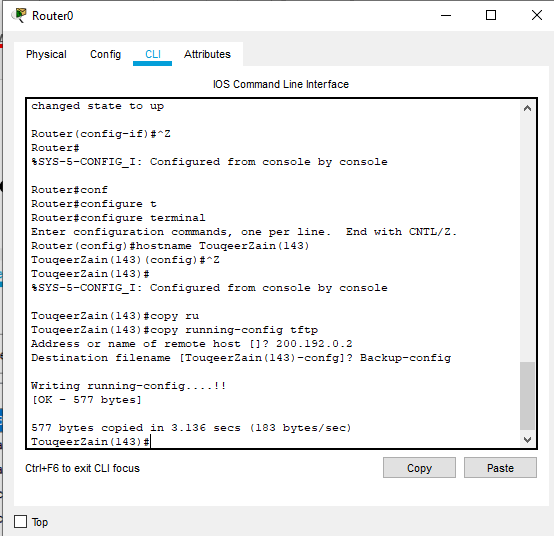 Router0
Physical Config CLI Attributes
IOS Command Line Interface
changed state to up
Router(config-if)#^Z
Router#
%SYS-5-CONFIG_I: Configured from console by console
Router#conf
Router#configure t
Router#configure terminal
Enter configuration commands, one per line.  End with CNTL/Z.
Router(config)#hostname TouqeerZain(143)
TouqeerZain(143)(config)#^Z
TouqeerZain(143)#
%SYS-5-CONFIG_I: Configured from console by console
TouqeerZain(143)#copy ru
TouqeerZain(143)#copy running-config tftp
Address or name of remote host []? 200.192.0.2
Destination filename [TouqeerZain(143)-confg]? Backup-config
Writing running-config....!!
[OK - 577 bytes]
577 bytes copied in 3.136 secs (183 bytes/sec)
TouqeerZain(143)#
Ctrl+F6 to exit CLI focus
Copy Paste
Top